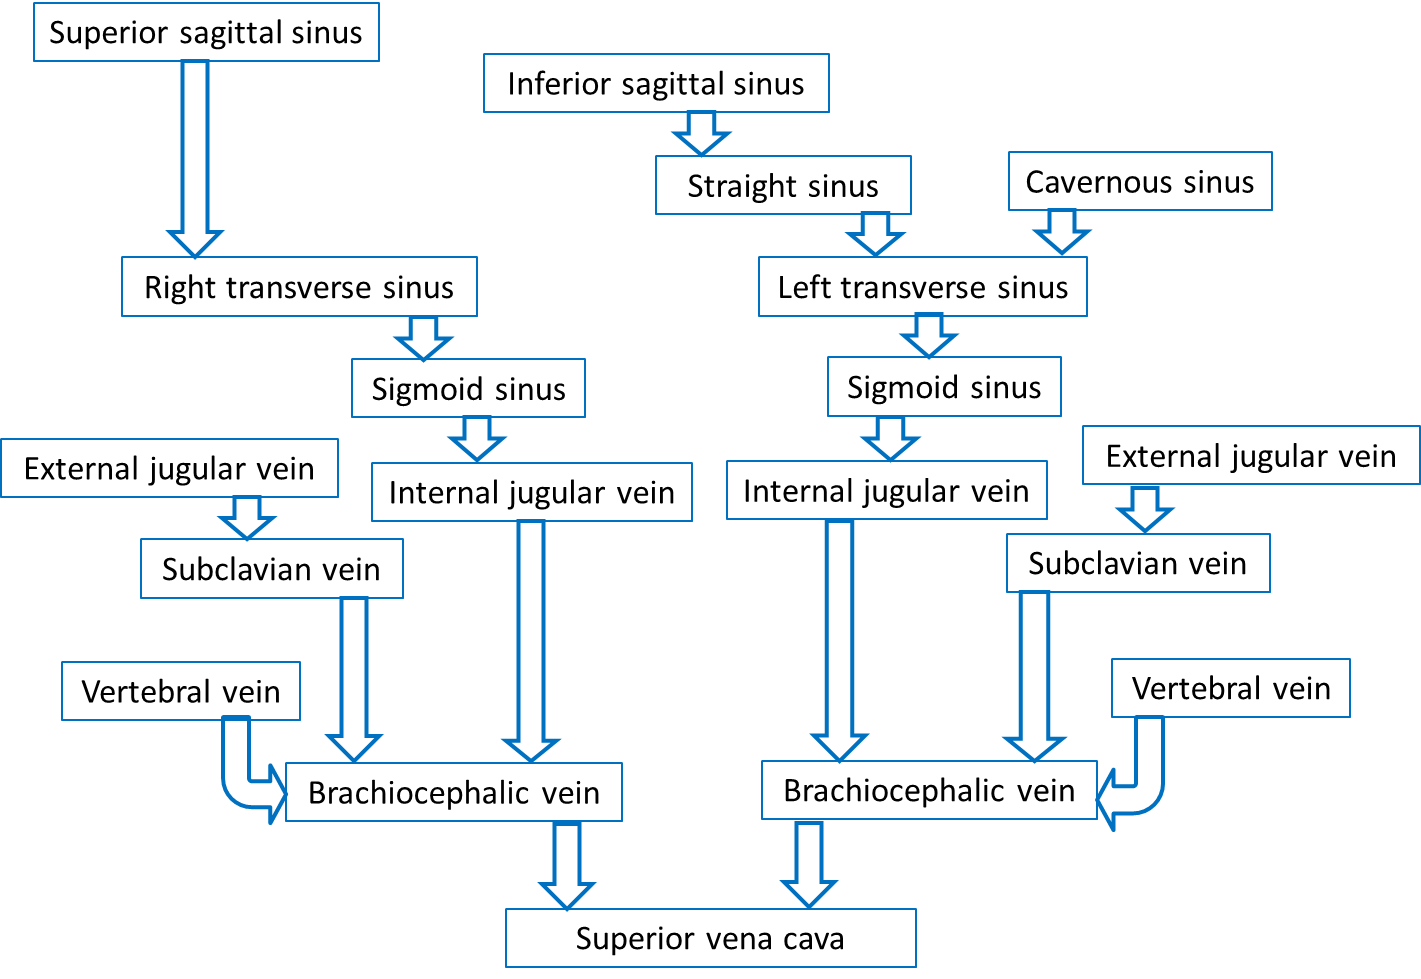 Superior sagittal sinus
Inferior sagittal sinus
Straight sinus
Cavernous sinus
Right transverse sinus
Left transverse sinus
Sigmoid sinus
Sigmoid sinus
External jugular vein
Internal jugular vein
Internal jugular vein
External jugular vein
Subclavian vein
Subclavian vein
Vertebral vein
Vertebral vein
Brachiocephalic vein
Brachiocephalic vein
Superior vena cava